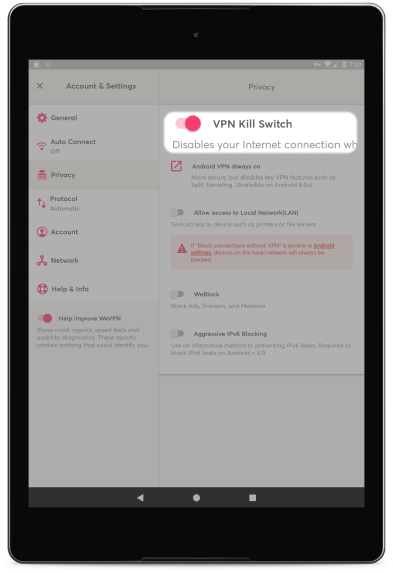 7:53
Account & Settings
Privacy
General
Auto Connect
Off
Privacy
Protocol
Automatic
Account
Network
Help & Info
Help improve WeVPN
Share crash reports, speed tests and
usability diagnostics. These reports
contain nothing that could identify you.
VPN Kill Switch
Disables your Internet connection wh
Android VPN always on
More secure, but disables key VPN features such as
Split Tunneling. (Available on Android 8.0+)
Allow access to Local Network(LAN)
Give access to device such as printers or file servers
If "Block connections without VPN" is enable in Android
settings, devices on the local network will always be
blocked.
WeBlock
Block Ads, Trackers, and Malware
Aggressive IPv6 Blocking
Use an alternative method to preventing IPv6 leaks. Required to
block IPv6 leaks on Android < 5.0.